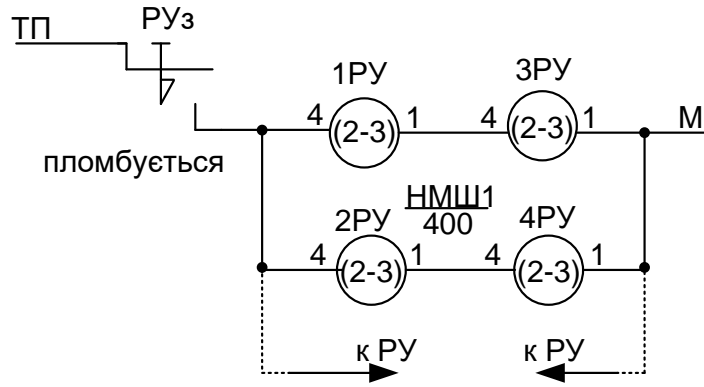 ТП РУз
1РУ 3РУ
4 (2-3) 1 4 (2-3) 1 М
пломбується
НМШ1
400
2РУ 4РУ
4 (2-3) 1 4 (2-3) 1
к РУ к РУ